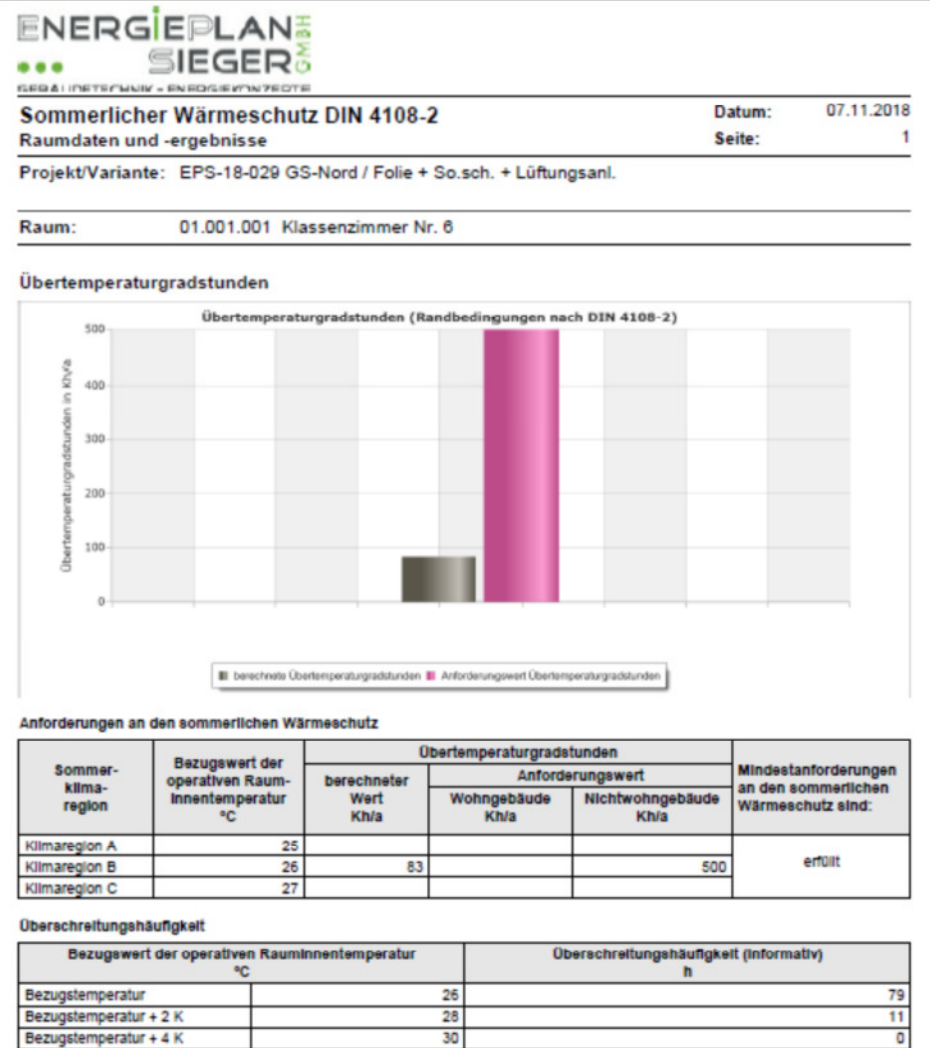 ENERGIEPLAN GMBH
SIEGER
GEBÄUDETECHNIK - ENERGIEKONZEPTE
Sommerlicher Wärmeschutz DIN 4108-2
Datum: 07.11.2018
Raumdaten und -ergebnisse
Seite: 1
Projekt/Variante: EPS-18-029 GS-Nord / Folie + So.sch. + Lüftungsanl.
Raum: 01.001.001 Klassenzimmer Nr. 6
Übertemperaturgradstunden
Übertemperaturgradstunden (Randbedingungen nach DIN 4108-2)
Übertemperaturgradstunden in Kh/a
500
400
300
200
100
0
berechnete Übertemperaturgradstunden Anforderungswert Übertemperaturgradstunden
Anforderungen an den sommerlichen Wärmeschutz
Sommer-
klima-
region
Bezugswert der
operativen Raum-
innentemperatur
°C
Übertemperaturgradstunden
berechneter
Wert
Kh/a
Anforderungswert
Wohngebäude
Kh/a
Nichtwohngebäude
Kh/a
Mindestanforderungen
an den sommerlichen
Wärmeschutz sind:
Klimaregion A 25
Klimaregion B 26 83 500 erfüllt
Klimaregion C 27
Überschreitungshäufigkeit
Bezugswert der operativen Rauminnentemperatur
°C
Überschreitungshäufigkeit (informativ)
h
Bezugstemperatur 26 79
Bezugstemperatur + 2 K 28 11
Bezugstemperatur + 4 K 30 0